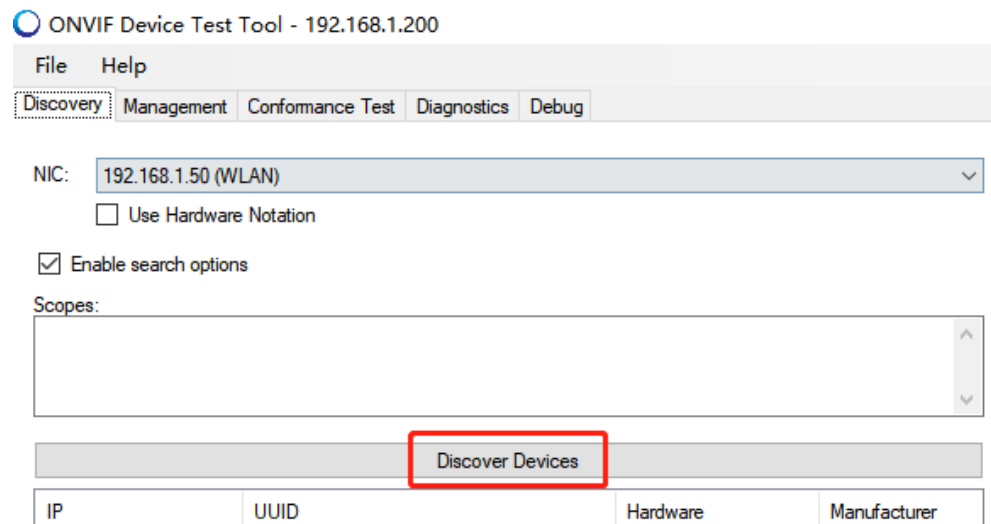 ONVIF Device Test Tool - 192.168.1.200
File Help
Discovery Management Conformance Test Diagnostics Debug
NIC: 192.168.1.50 (WLAN)
Use Hardware Notation
Enable search options
Scopes:
Discover Devices
IP UUID Hardware Manufacturer